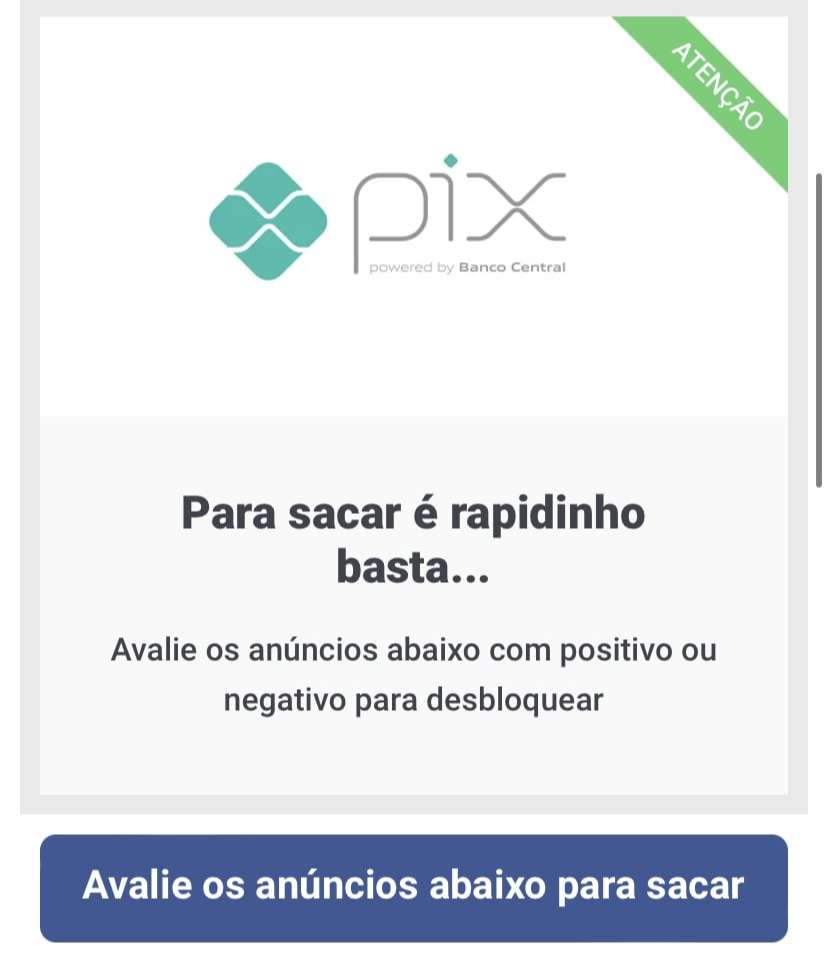 ATENÇÃO
pix
powered by Banco Central
Para sacar é rapidinho
basta...
Avalie os anúncios abaixo com positivo ou
negativo para desbloquear
Avalie os anúncios abaixo para sacar